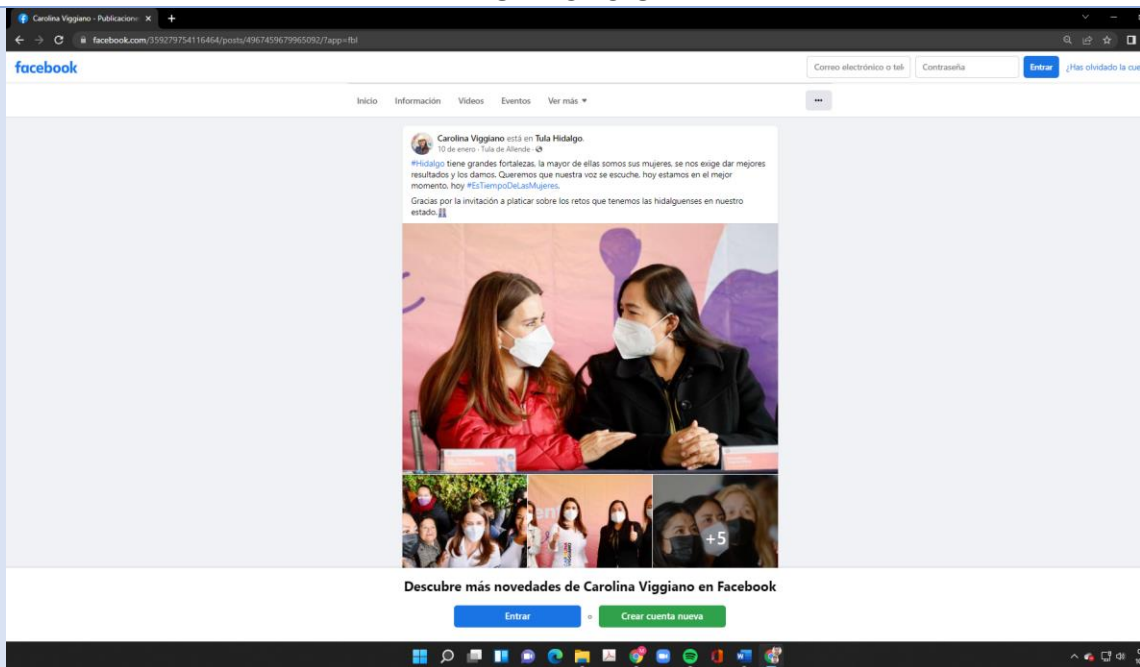 Carolina Viggiano - Publicacione
facebook.com/359279754116464/posts/4967459679965092/?app=fbl
facebook
Correo electrónico o tel
Contraseña
Entrar
¿Has olvidado la cue
Inicio
Información
Videos
Eventos
Ver más
Carolina Viggiano está en Tula Hidalgo.
10 de enero · Tula de Allende ·
#Hidalgo tiene grandes fortalezas, la mayor de ellas somos sus mujeres, se nos exige dar mejores
resultados y los damos. Queremos que nuestra voz se escuche, hoy estamos en el mejor
momento, hoy #EsTiempoDeLasMujeres.
Gracias por la invitación a platicar sobre los retos que tenemos las hidalguenses en nuestro
estado.
+5
Descubre más novedades de Carolina Viggiano en Facebook
Entrar
o
Crear cuenta nueva